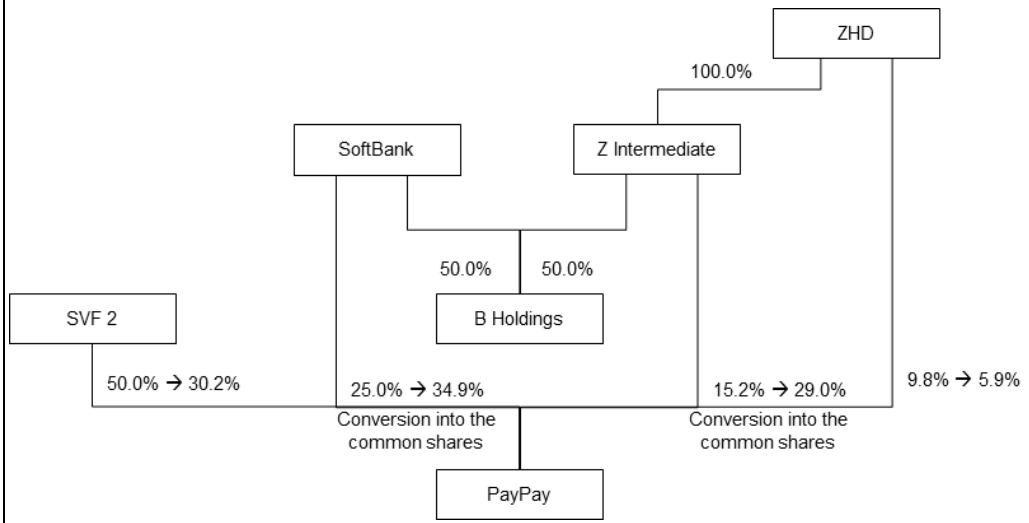 ZHD
100.0%
SoftBank
Z Intermediate
50.0%
50.0%
SVF 2
B Holdings
50.0% → 30.2%
25.0% → 34.9%
15.2% → 29.0%
9.8% → 5.9%
Conversion into the
common shares
Conversion into the
common shares
PayPay